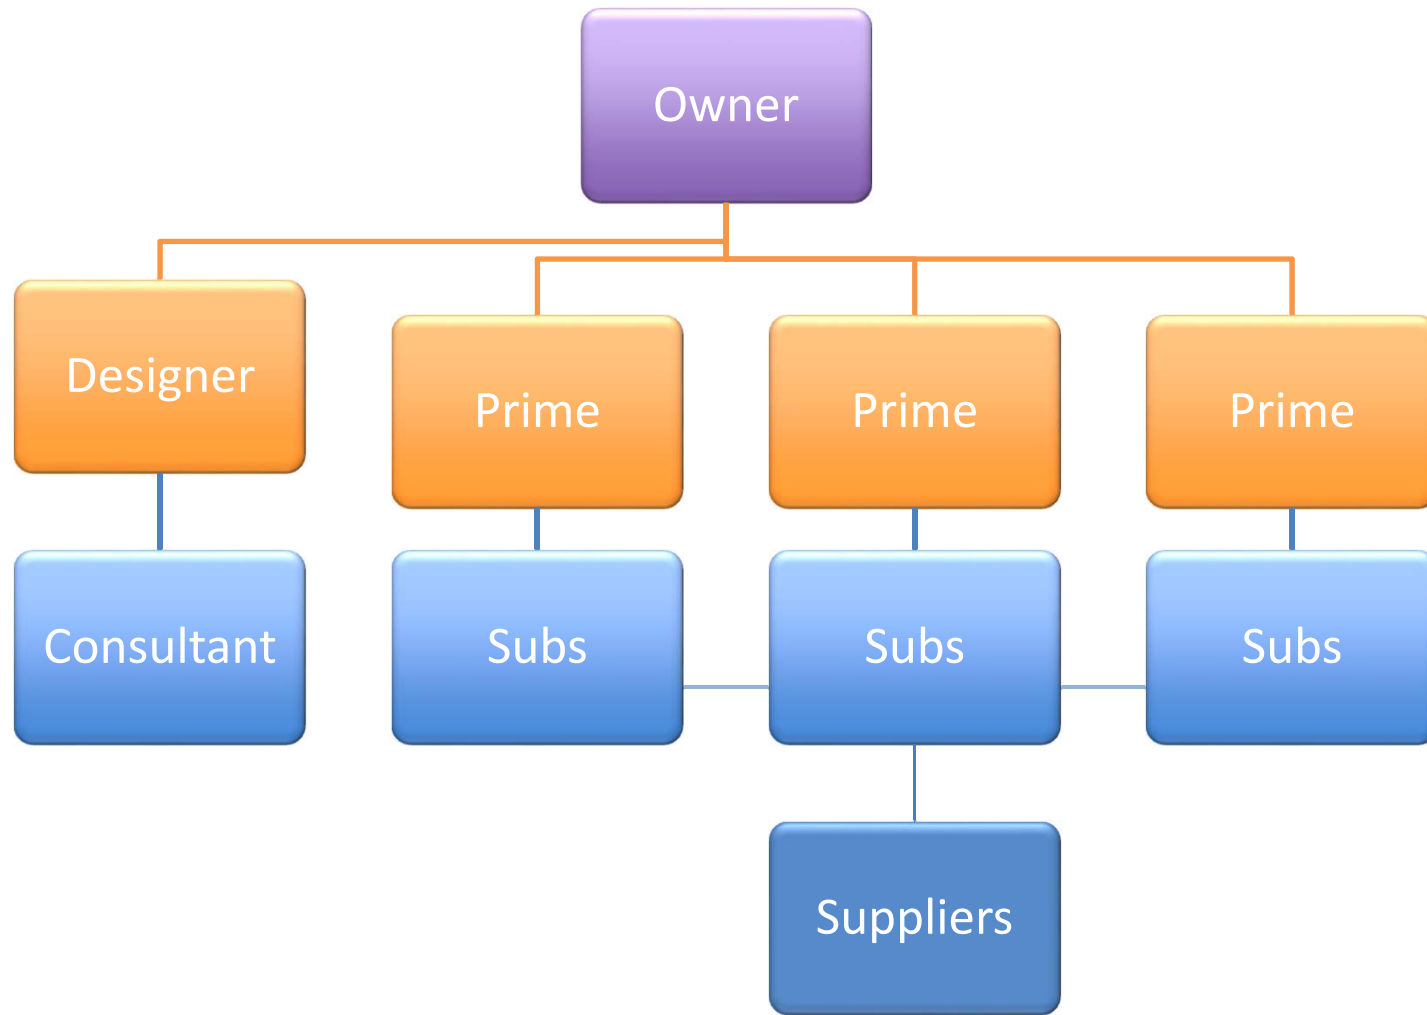 Owner
Designer
Prime
Prime
Prime
Consultant
Subs
Subs
Subs
Suppliers